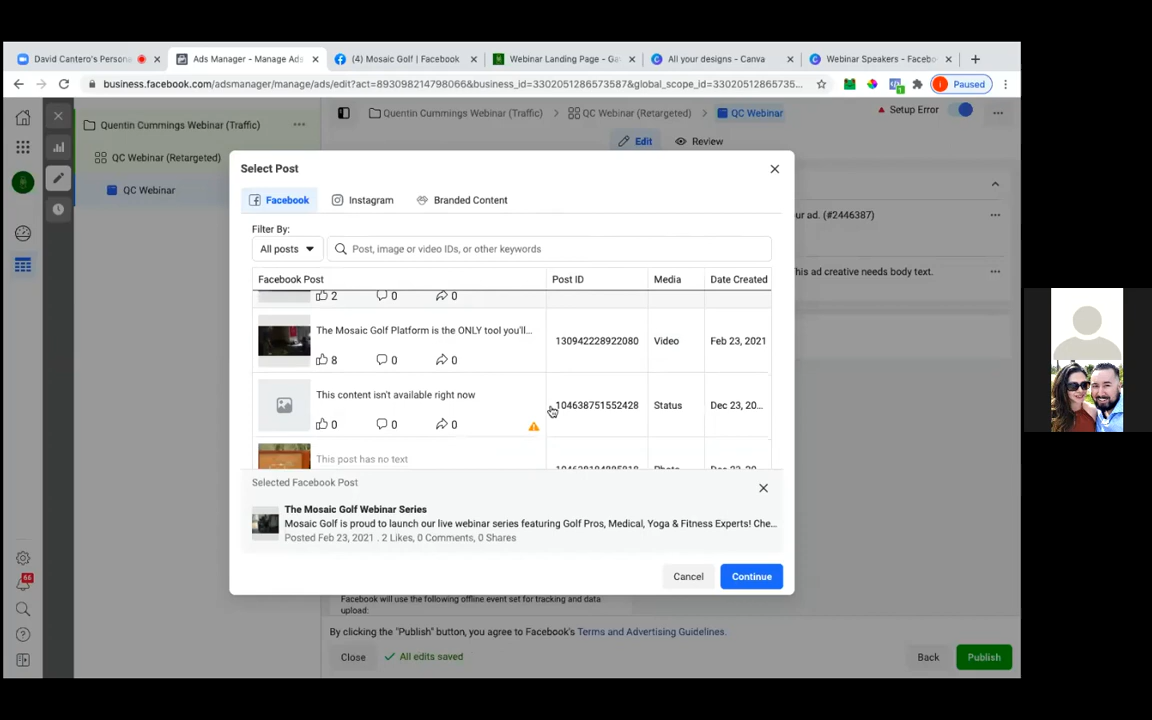 David Cantero's Persona
Ads Manager - Manage Ads
(4) Mosaic Golf | Facebook
Webinar Landing Page - Ga
All your designs - Canva
Webinar Speakers - Facebo
business.facebook.com/adsmanager/manage/ads/edit?act=893098214798066&business_id=3302051286573587&global_scope_id=33020512865735...
Paused
Quentin Cummings Webinar (Traffic)
QC Webinar (Retargeted)
QC Webinar
Quentin Cummings Webinar (Traffic)
QC Webinar (Retargeted)
QC Webinar
Setup Error
Edit
Review
ur ad. (#2446387)
his ad creative needs body text.
Select Post
Facebook
Instagram
Branded Content
Filter By:
All posts
Post, image or video IDs, or other keywords
Facebook Post
Post ID
Media
Date Created
2
0
0
The Mosaic Golf Platform is the ONLY tool you'll...
8
0
0
130942228922080
Video
Feb 23, 2021
This content isn't available right now
0
0
0
104638751552428
Status
Dec 23, 20...
This post has no text
Selected Facebook Post
The Mosaic Golf Webinar Series
Mosaic Golf is proud to launch our live webinar series featuring Golf Pros, Medical, Yoga & Fitness Experts! Che...
Posted Feb 23, 2021 . 2 Likes, 0 Comments, 0 Shares
Cancel
Continue
Facebook will use the following offline event set for tracking and data
upload:
By clicking the "Publish" button, you agree to Facebook's Terms and Advertising Guidelines.
Close
All edits saved
Back
Publish
66